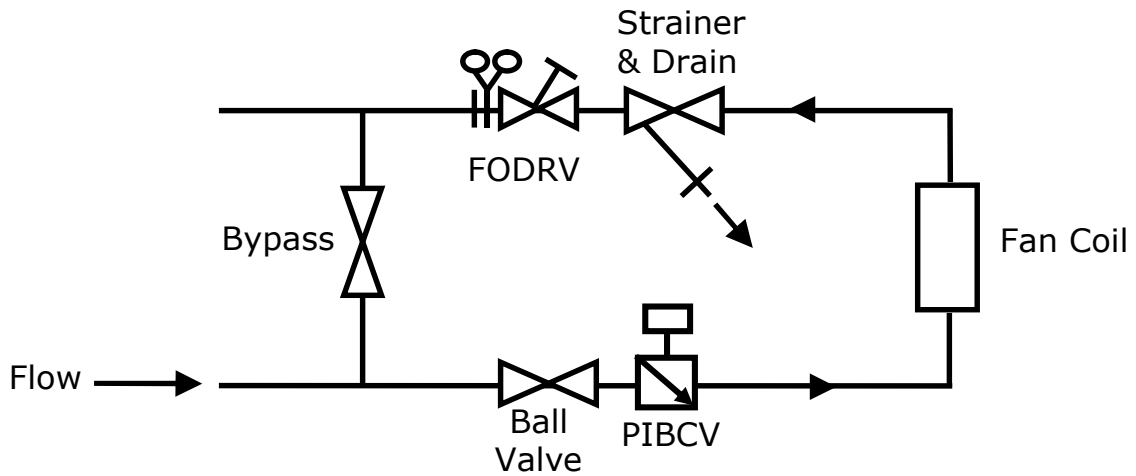 Strainer
& Drain
FODRV
Bypass
Fan Coil
Flow
Ball
Valve
PIBCV